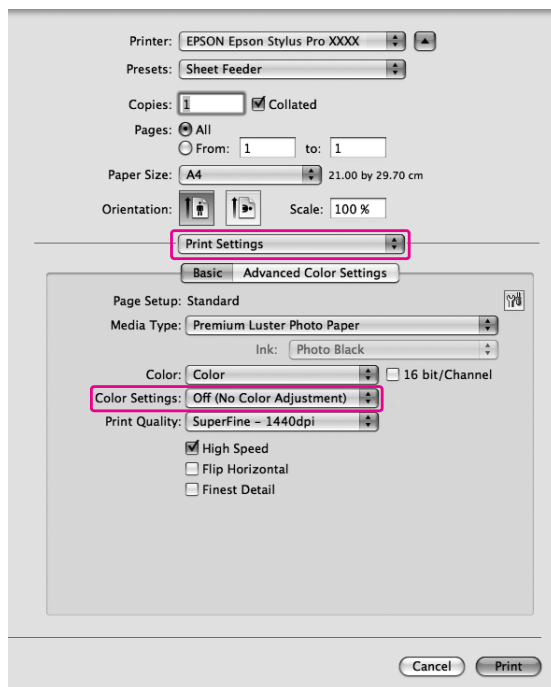 Printer: EPSON Epson Stylus Pro XXXX
Presets: Sheet Feeder
Copies: 1 Collated
Pages: All
From: 1 to: 1
Paper Size: A4 21.00 by 29.70 cm
Orientation: Scale: 100 %
Print Settings
Basic Advanced Color Settings
Page Setup: Standard
Media Type: Premium Luster Photo Paper
Ink: Photo Black
Color: Color 16 bit/Channel
Color Settings: Off (No Color Adjustment)
Print Quality: SuperFine – 1440dpi
High Speed
Flip Horizontal
Finest Detail
Cancel Print